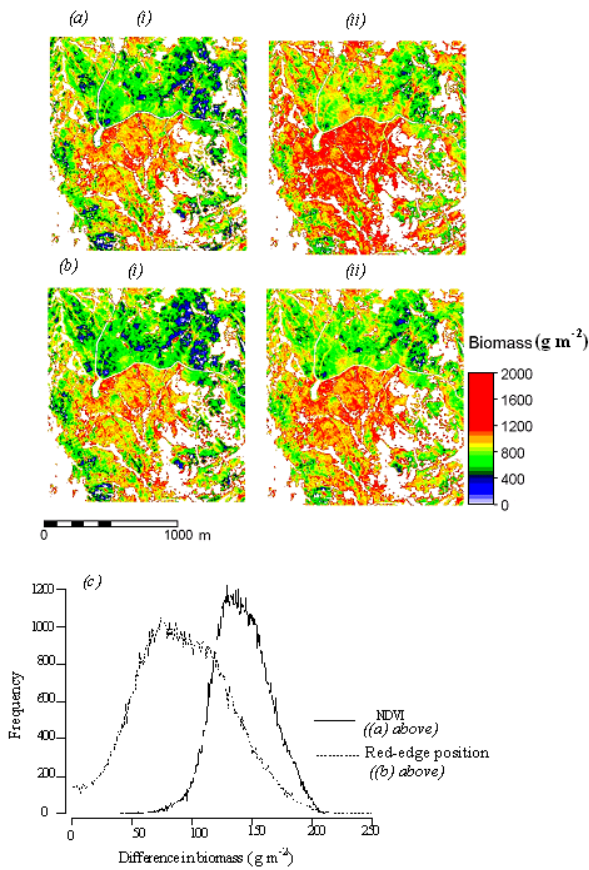 (a) (i) (ii)
(b) (i) (ii)
Biomass (g m-2)
2000
1600
1200
800
400
0
0 1000 m
(c)
1200
1000
800
600
400
200
0
Frequency
0 50 100 150 200 250
Difference in biomass (g m-2)
NDVI
((a) above)
Red-edge position
((b) above)